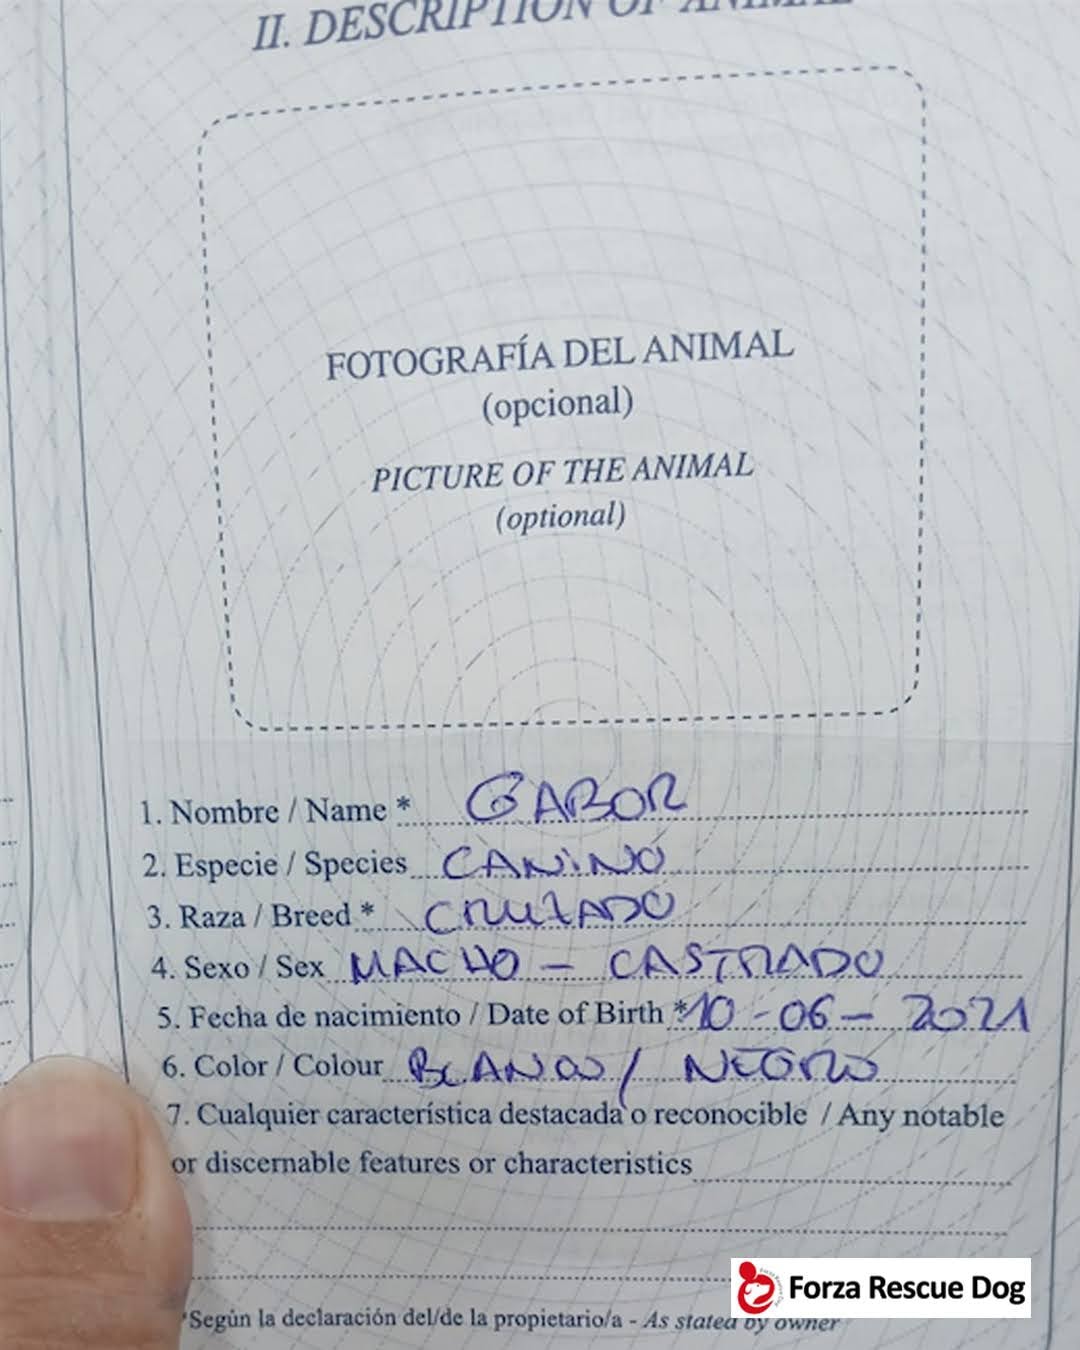 II. DESCRIPTION OF ANIMAL
FOTOGRAFÍA DEL ANIMAL
(opcional)
PICTURE OF THE ANIMAL
(optional)
1. Nombre / Name * GABOR
2. Especie / Species CANINO
3. Raza / Breed * CRUZADO
4. Sexo / Sex MACHO - CASTRADO
5. Fecha de nacimiento / Date of Birth * 10-06-2021
6. Color / Colour BLANCO / NEGRO
7. Cualquier característica destacada o reconocible / Any notable
or discernable features or characteristics
*Según la declaración del/de la propietario/a - As stated by owner
Forza Rescue Dog